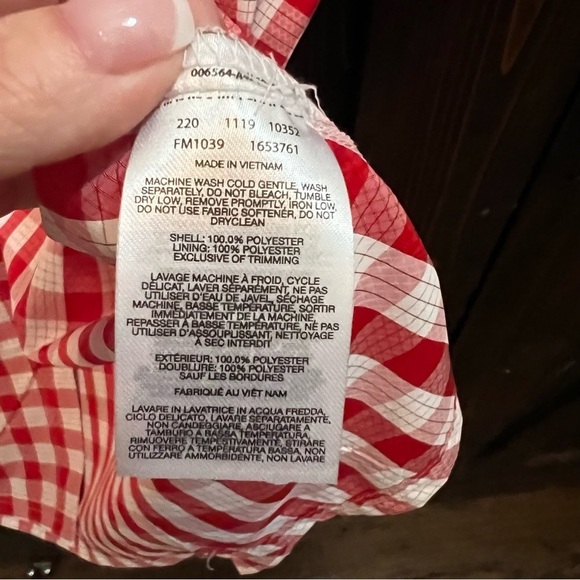 006564-A
220 1119 10352
FM1039 1653761
MADE IN VIETNAM
MACHINE WASH COLD GENTLE, WASH
SEPARATELY, DO NOT BLEACH, TUMBLE
DRY LOW, REMOVE PROMPTLY, IRON LOW,
DO NOT USE FABRIC SOFTENER, DO NOT
DRYCLEAN
SHELL: 100.0% POLYESTER
LINING: 100% POLYESTER
EXCLUSIVE OF TRIMMING
LAVAGE MACHINE À FROID, CYCLE
DÉLICAT, LAVER SÉPARÉMENT, NE PAS
UTILISER D'EAU DE JAVEL, SÉCHAGE
MACHINE, BASSE TEMPÉRATURE, SORTIR
IMMÉDIATEMENT DE LA MACHINE,
REPASSER À BASSE TEMPÉRATURE, NE PAS
UTILISER D'ASSOUPLISSANT, NETTOYAGE
A SEC INTERDIT
EXTÉRIEUR: 100.0% POLYESTER
DOUBLURE: 100% POLYESTER
SAUF LES BORDURES
FABRIQUÉ AU VIÊT NAM
LAVARE IN LAVATRICE IN ACQUA FREDDA,
CICLO DELICATO, LAVARE SEPARATAMENTE,
NON CANDEGGIARE, ASCIUGARE A
TAMBURO A BASSA TEMPERATURA,
RIMUOVERE TEMPESTIVAMENTE, STIRARE
CON FERRO A TEMPERATURA BASSA, NON
UTILIZZARE AMMORBIDENTE, NON LAVARE